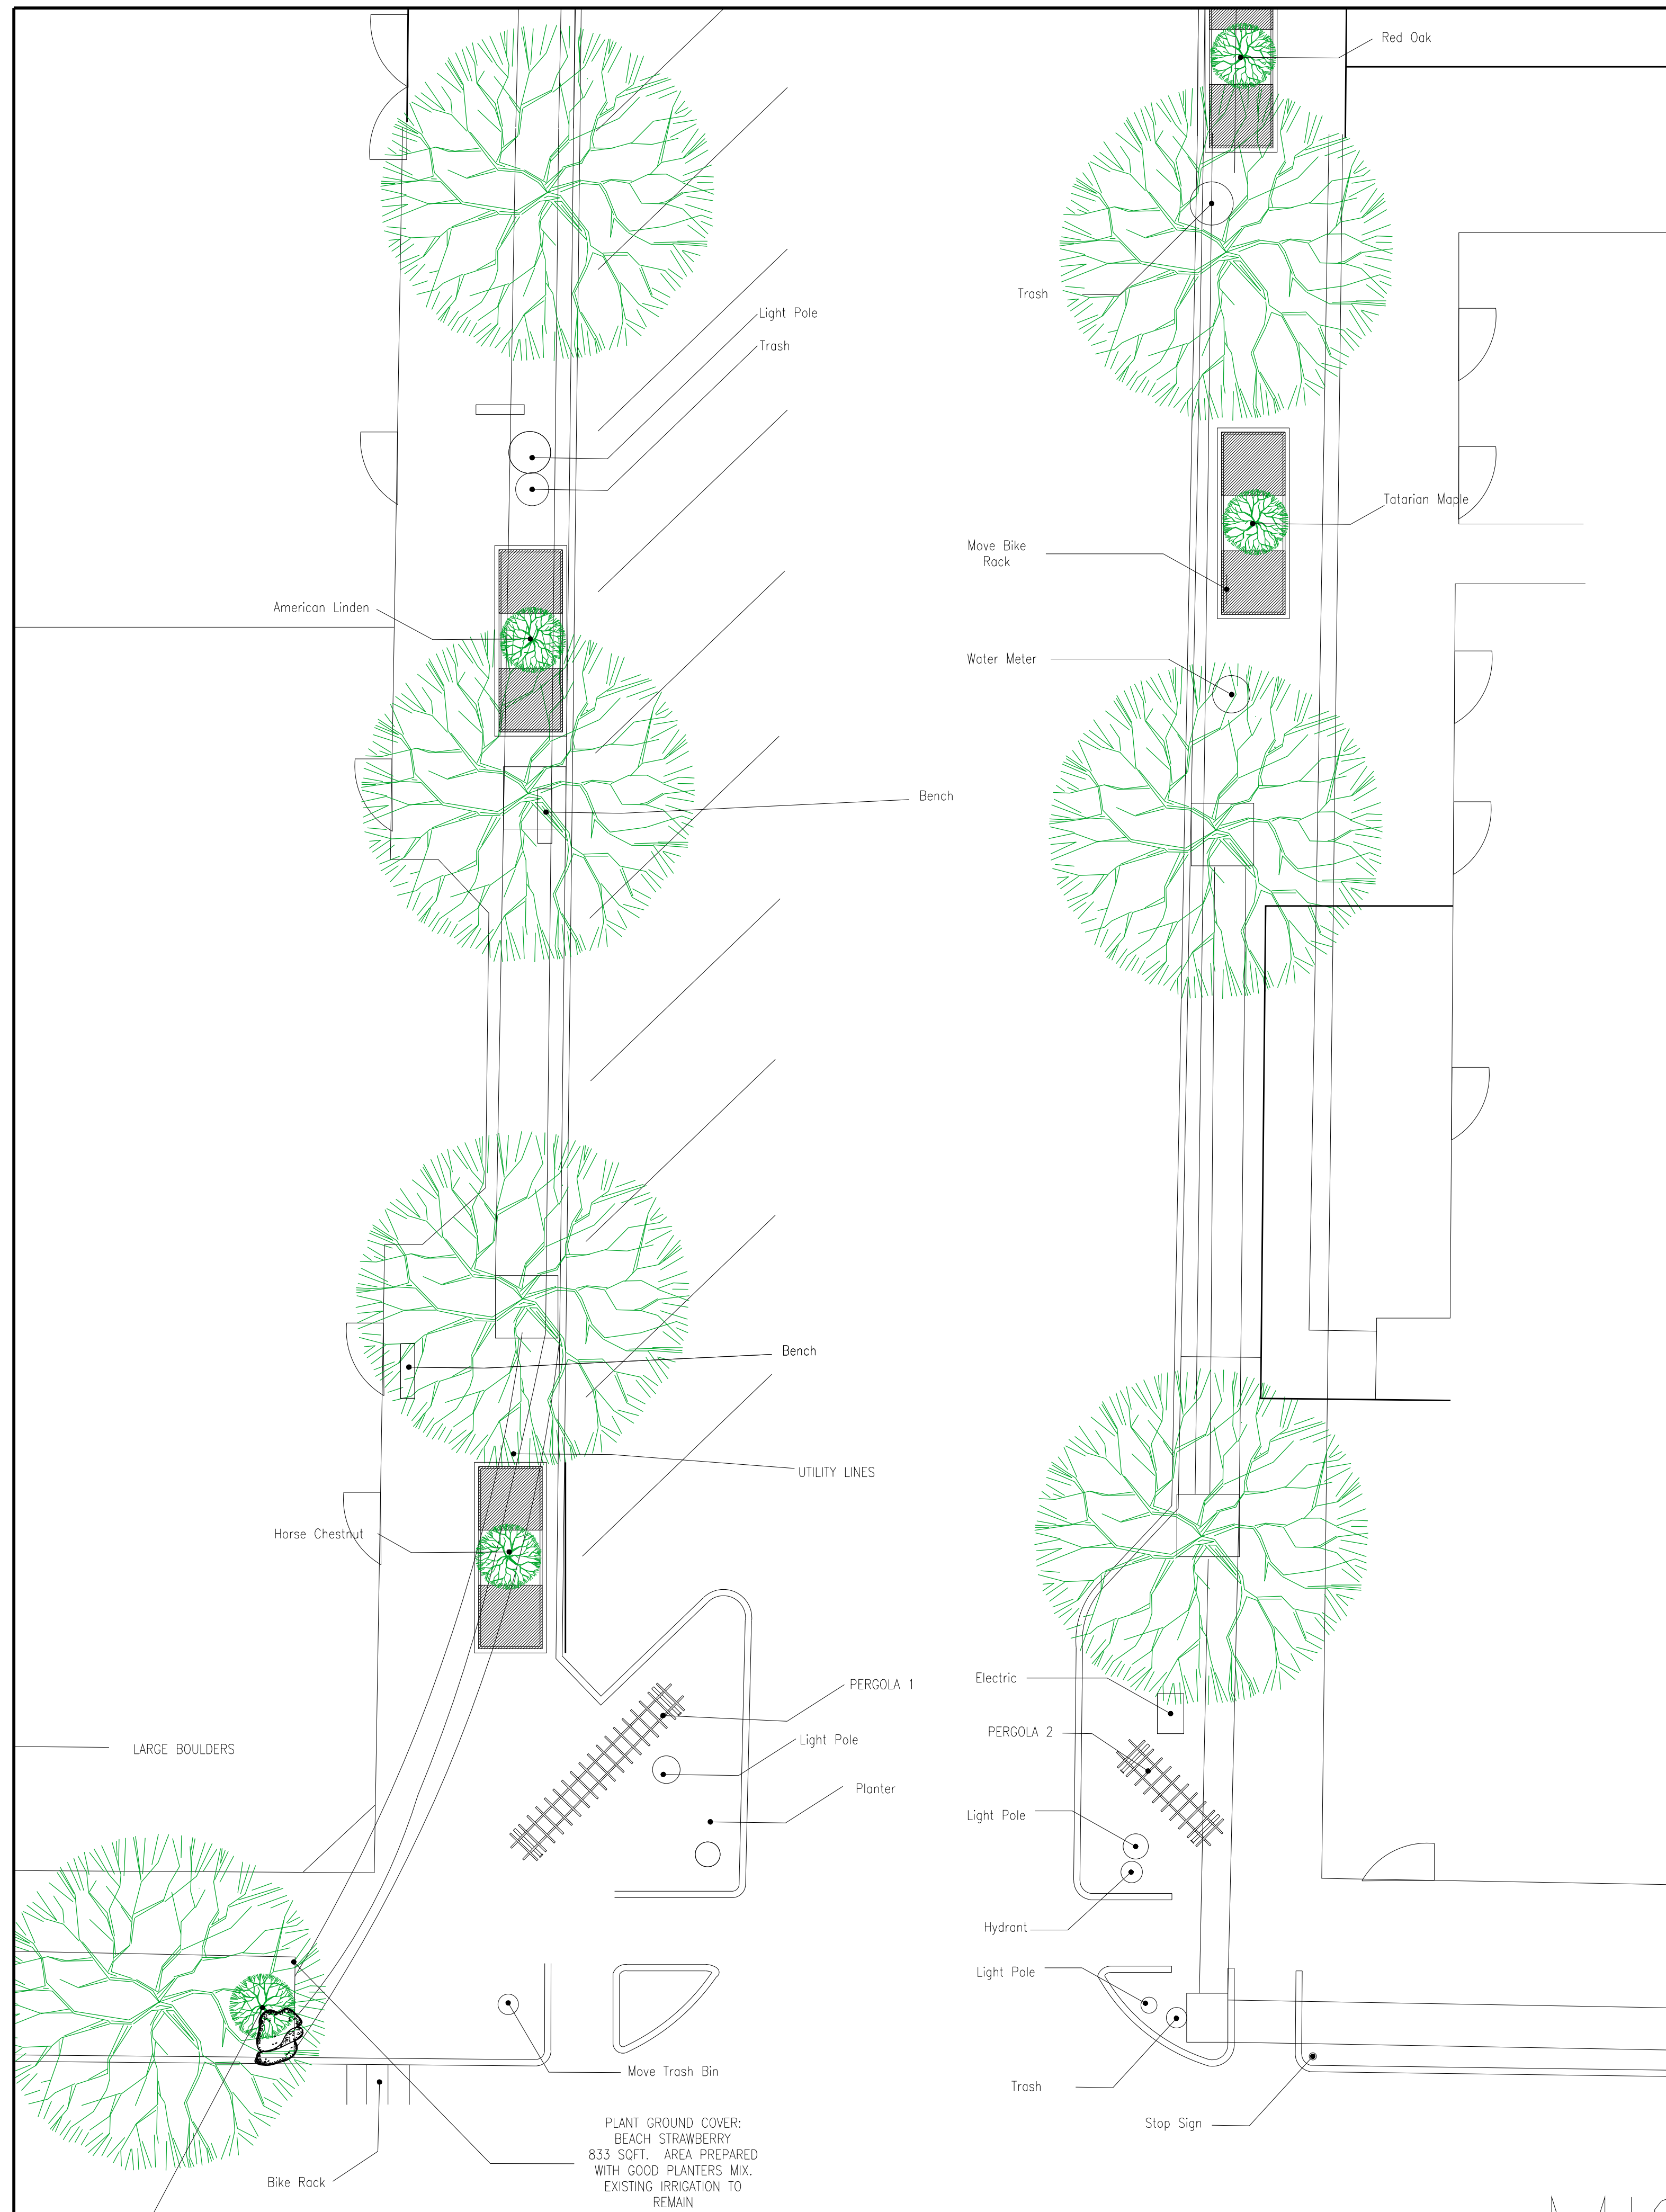 Red Oak
Trash
Light Pole
Trash
Tatarian Maple
Move Bike
Rack
American Linden
Water Meter
Bench
Bench
UTILITY LINES
Horse Chestnut
Electric
PERGOLA 1
PERGOLA 2
Light Pole
LARGE BOULDERS
Planter
Light Pole
Hydrant
Light Pole
Move Trash Bin
Trash
Stop Sign
PLANT GROUND COVER:
BEACH STRAWBERRY
833 SQFT. AREA PREPARED
WITH GOOD PLANTERS MIX.
EXISTING IRRIGATION TO
REMAIN
Bike Rack